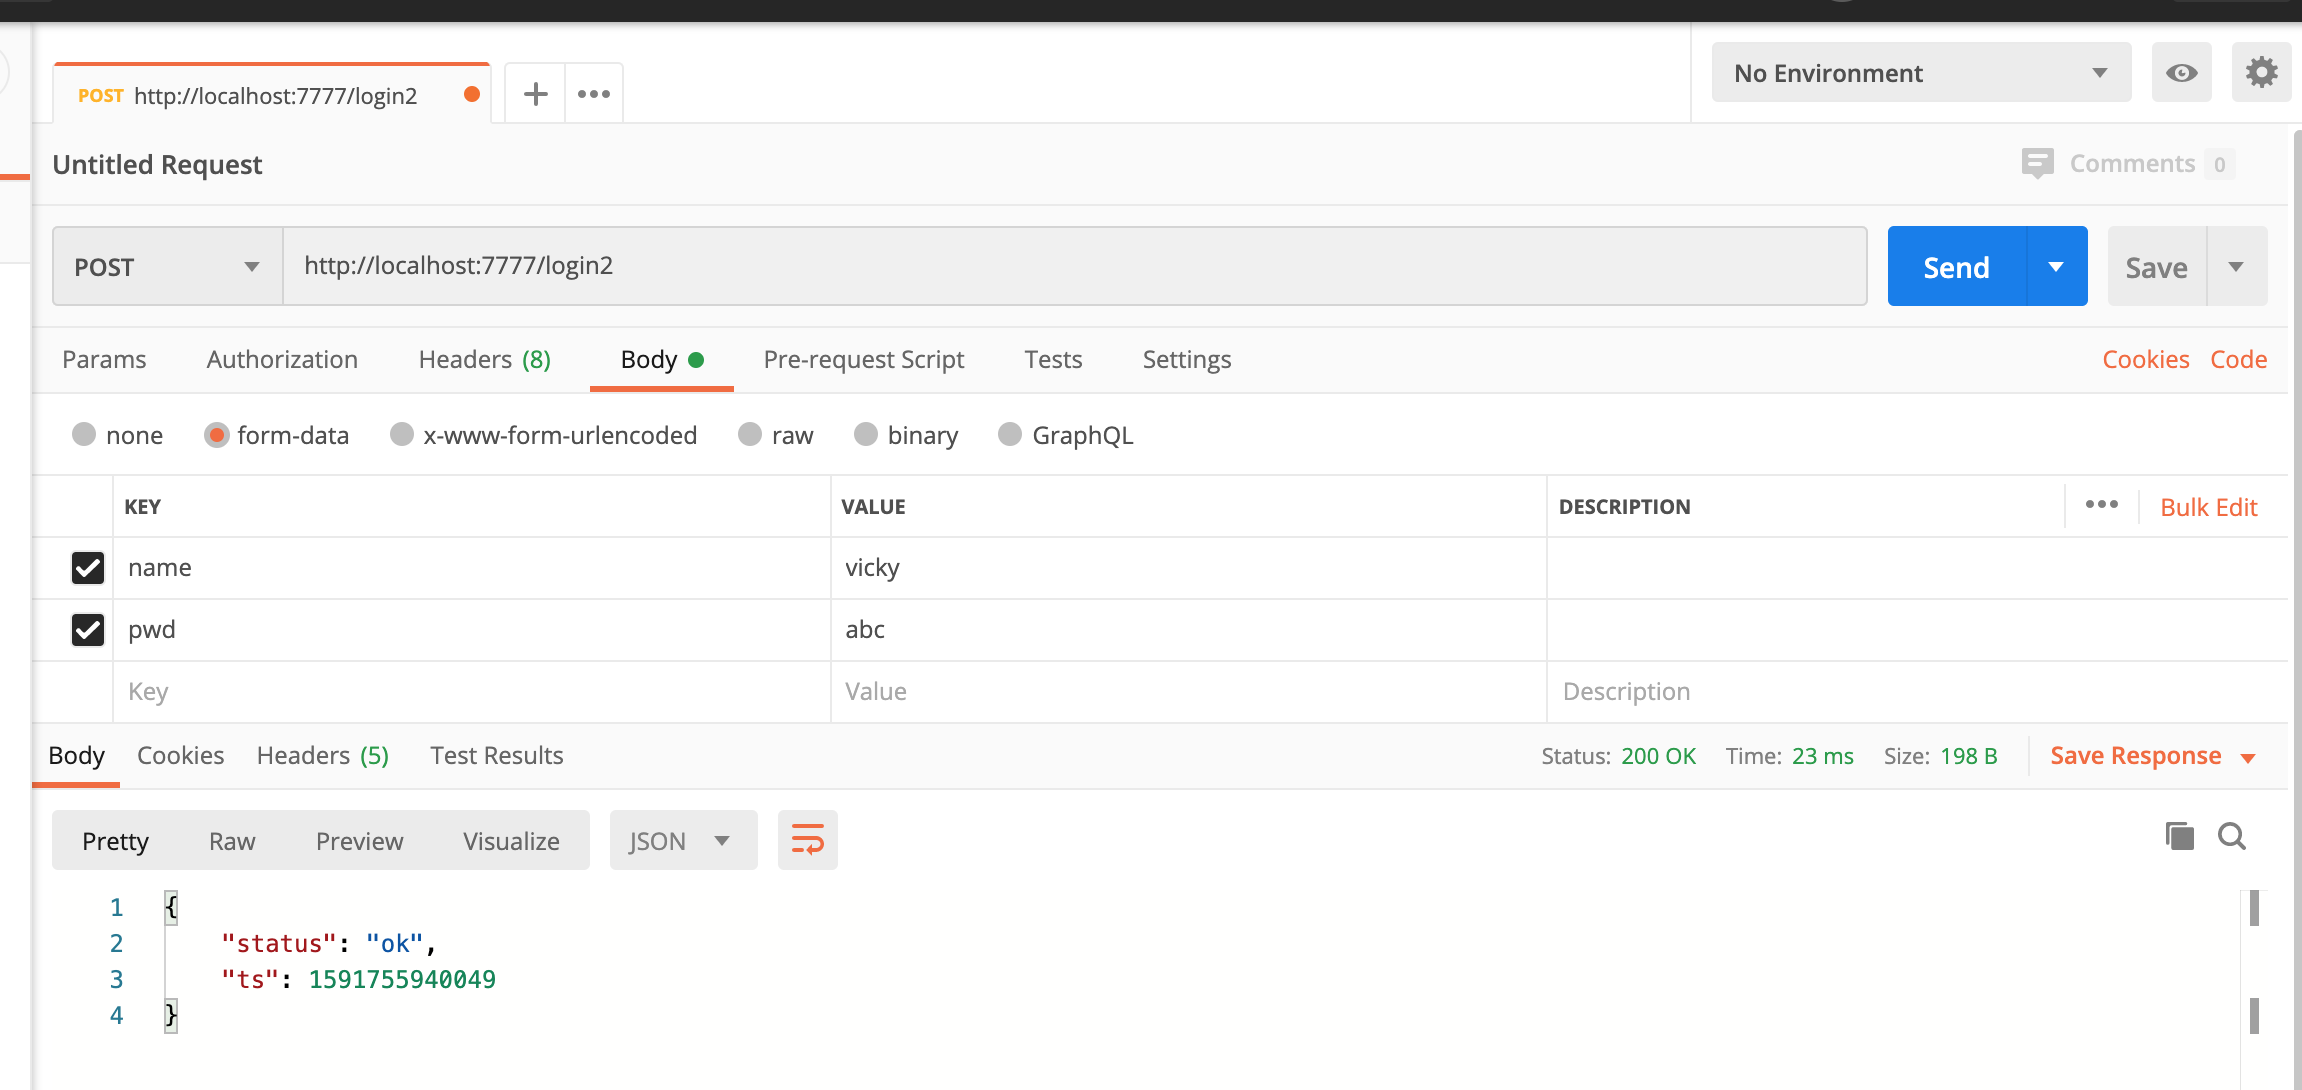 POST http://localhost:7777/login2
No Environment
Untitled Request
Comments 0
POST http://localhost:7777/login2 Send Save
Params Authorization Headers (8) Body Pre-request Script Tests Settings Cookies Code
none form-data x-www-form-urlencoded raw binary GraphQL
KEY VALUE DESCRIPTION Bulk Edit
name vicky
pwd abc
Key Value Description
Body Cookies Headers (5) Test Results Status: 200 OK Time: 23 ms Size: 198 B Save Response
Pretty Raw Preview Visualize JSON
1 {
2 "status": "ok",
3 "ts": 1591755940049
4 }